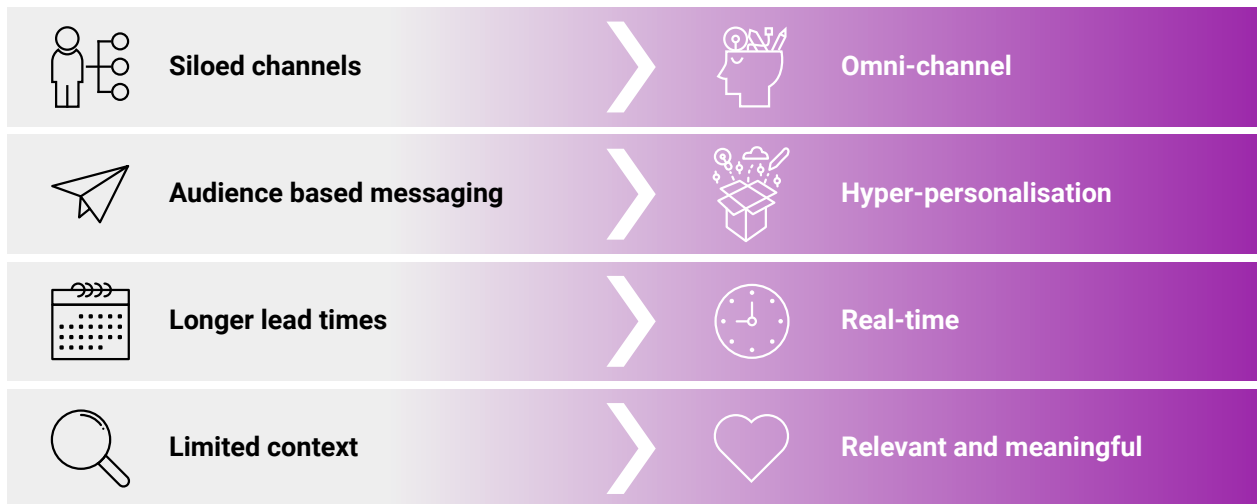 Siloed channels
Omni-channel
Audience based messaging
Hyper-personalisation
Longer lead times
Real-time
Limited context
Relevant and meaningful